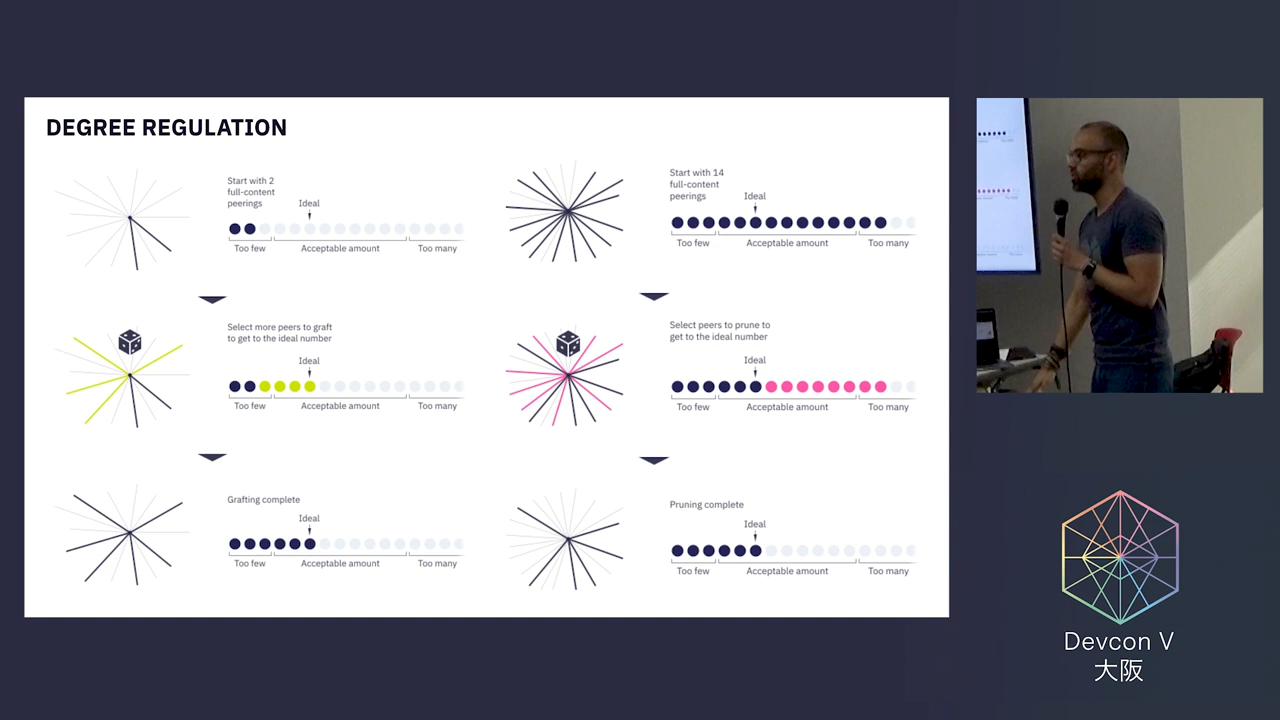 DEGREE REGULATION
Start with 2
full-content
peerings
Ideal
Too few
Acceptable amount
Too many
Select more peers to graft
to get to the ideal number
Ideal
Too few
Acceptable amount
Too many
Grafting complete
Ideal
Too few
Acceptable amount
Too many
Start with 14
full-content
peerings
Ideal
Too few
Acceptable amount
Too many
Select peers to prune to
get to the ideal number
Ideal
Too few
Acceptable amount
Too many
Pruning complete
Ideal
Too few
Acceptable amount
Too many
Devcon V
大阪